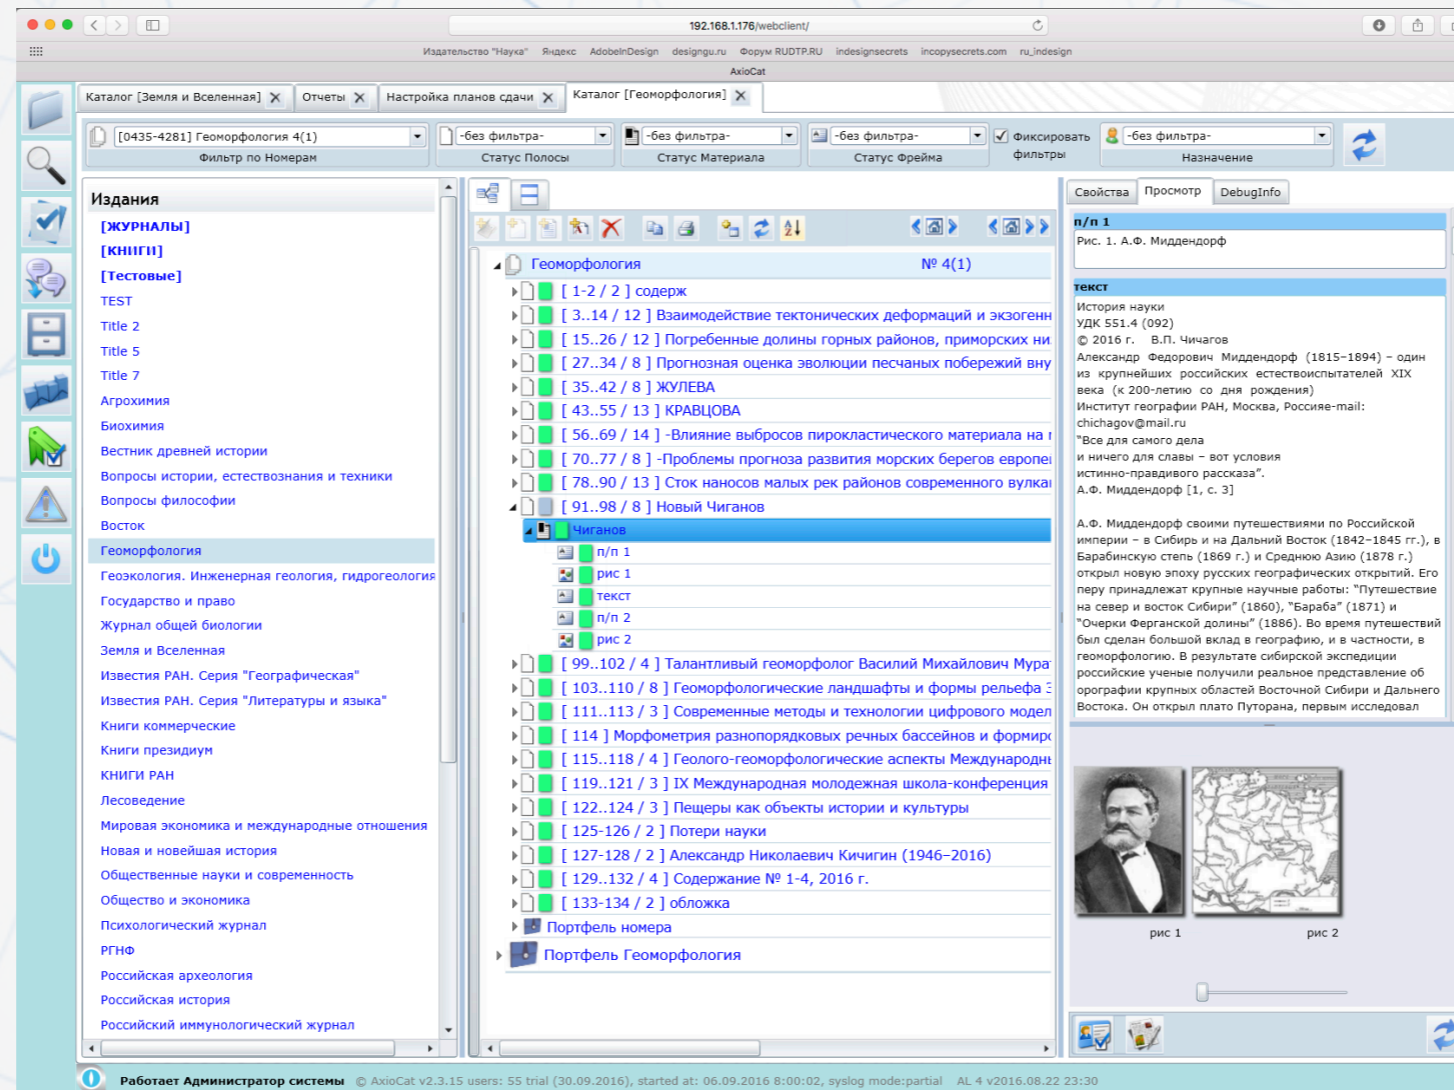 192.168.1.176/webclient/
Издательство "Наука" Яндекс AdobeInDesign designgu.ru Форум RUDTP.RU indesignsecrets incopysecrets.com ru_indesign
AxioCat
Каталог [Земля и Вселенная] Отчеты Настройка планов сдачи Каталог [Геоморфология]
[0435-4281] Геоморфология 4(1) -без фильтра- -без фильтра- -без фильтра- Фиксировать фильтры -без фильтра-
Фильтр по Номерам Статус Полосы Статус Материала Статус Фрейма Назначение
Издания
[ЖУРНАЛЫ]
[КНИГИ]
[Тестовые]
TEST
Title 2
Title 5
Title 7
Агрохимия
Биохимия
Вестник древней истории
Вопросы истории, естествознания и техники
Вопросы философии
Восток
Геоморфология
Геоэкология. Инженерная геология, гидрогеология
Государство и право
Журнал общей биологии
Земля и Вселенная
Известия РАН. Серия "Географическая"
Известия РАН. Серия "Литературы и языка"
Книги коммерческие
Книги президиум
КНИГИ РАН
Лесоведение
Мировая экономика и международные отношения
Новая и новейшая история
Общественные науки и современность
Общество и экономика
Психологический журнал
РГНФ
Российская археология
Российская история
Российский иммунологический журнал
Геоморфология № 4(1)
[ 1-2 / 2 ] содерж
[ 3..14 / 12 ] Взаимодействие тектонических деформаций и экзогенн
[ 15..26 / 12 ] Погребенные долины горных районов, приморских ни
[ 27..34 / 8 ] Прогнозная оценка эволюции песчаных побережий вну
[ 35..42 / 8 ] ЖУЛЕВА
[ 43..55 / 13 ] КРАВЦОВА
[ 56..69 / 14 ] -Влияние выбросов пирокластического материала на
[ 70..77 / 8 ] -Проблемы прогноза развития морских берегов европе
[ 78..90 / 13 ] Сток наносов малых рек районов современного вулка
[ 91..98 / 8 ] Новый Чиганов
Чиганов
п/п 1
рис 1
текст
п/п 2
рис 2
[ 99..102 / 4 ] Талантливый геоморфолог Василий Михайлович Мура
[ 103..110 / 8 ] Геоморфологические ландшафты и формы рельефа
[ 111..113 / 3 ] Современные методы и технологии цифрового модел
[ 114 ] Морфометрия разнопорядковых речных бассейнов и формиро
[ 115..118 / 4 ] Геолого-геоморфологические аспекты Международн
[ 119..121 / 3 ] IX Международная молодежная школа-конференция
[ 122..124 / 3 ] Пещеры как объекты истории и культуры
[ 125-126 / 2 ] Потери науки
[ 127-128 / 2 ] Александр Николаевич Кичигин (1946–2016)
[ 129..132 / 4 ] Содержание № 1-4, 2016 г.
[ 133-134 / 2 ] обложка
Портфель номера
Портфель Геоморфология
Свойства Просмотр DebugInfo
п/п 1
Рис. 1. А.Ф. Миддендорф
текст
История науки
УДК 551.4 (092)
© 2016 г. В.П. Чичагов
Александр Федорович Миддендорф (1815–1894) – один
из крупнейших российских естествоиспытателей XIX
века (к 200-летию со дня рождения)
Институт географии РАН, Москва, Россияe-mail:
chichagov@mail.ru
"Все для самого дела
и ничего для славы – вот условия
истинно-правдивого рассказа".
А.Ф. Миддендорф [1, с. 3]
А.Ф. Миддендорф своими путешествиями по Российской
империи – в Сибирь и на Дальний Восток (1842–1845 гг.), в
Барабинскую степь (1869 г.) и Среднюю Азию (1878 г.)
открыл новую эпоху русских географических открытий. Его
перу принадлежат крупные научные работы: "Путешествие
на север и восток Сибири" (1860), "Бараба" (1871) и
"Очерки Ферганской долины" (1886). Во время путешествий
был сделан большой вклад в географию, и в частности, в
геоморфологию. В результате сибирской экспедиции
российские ученые получили реальное представление об
орографии крупных областей Восточной Сибири и Дальнего
Востока. Он открыл плато Путорана, первым исследовал
рис 1 рис 2
Работает Администратор системы © AxioCat v2.3.15 users: 55 trial (30.09.2016), started at: 06.09.2016 8:00:02, syslog mode:partial AL 4 v2016.08.22 23:30